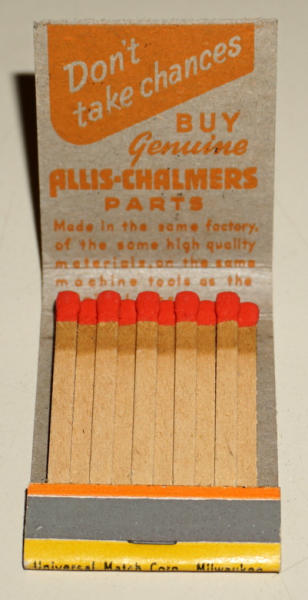 Don't
take chances
BUY
Genuine
ALLIS-CHALMERS
PARTS
Made in the same factory,
of the same high quality
materials, on the same
machine tools as the
Universal Match Corp., Milwaukee